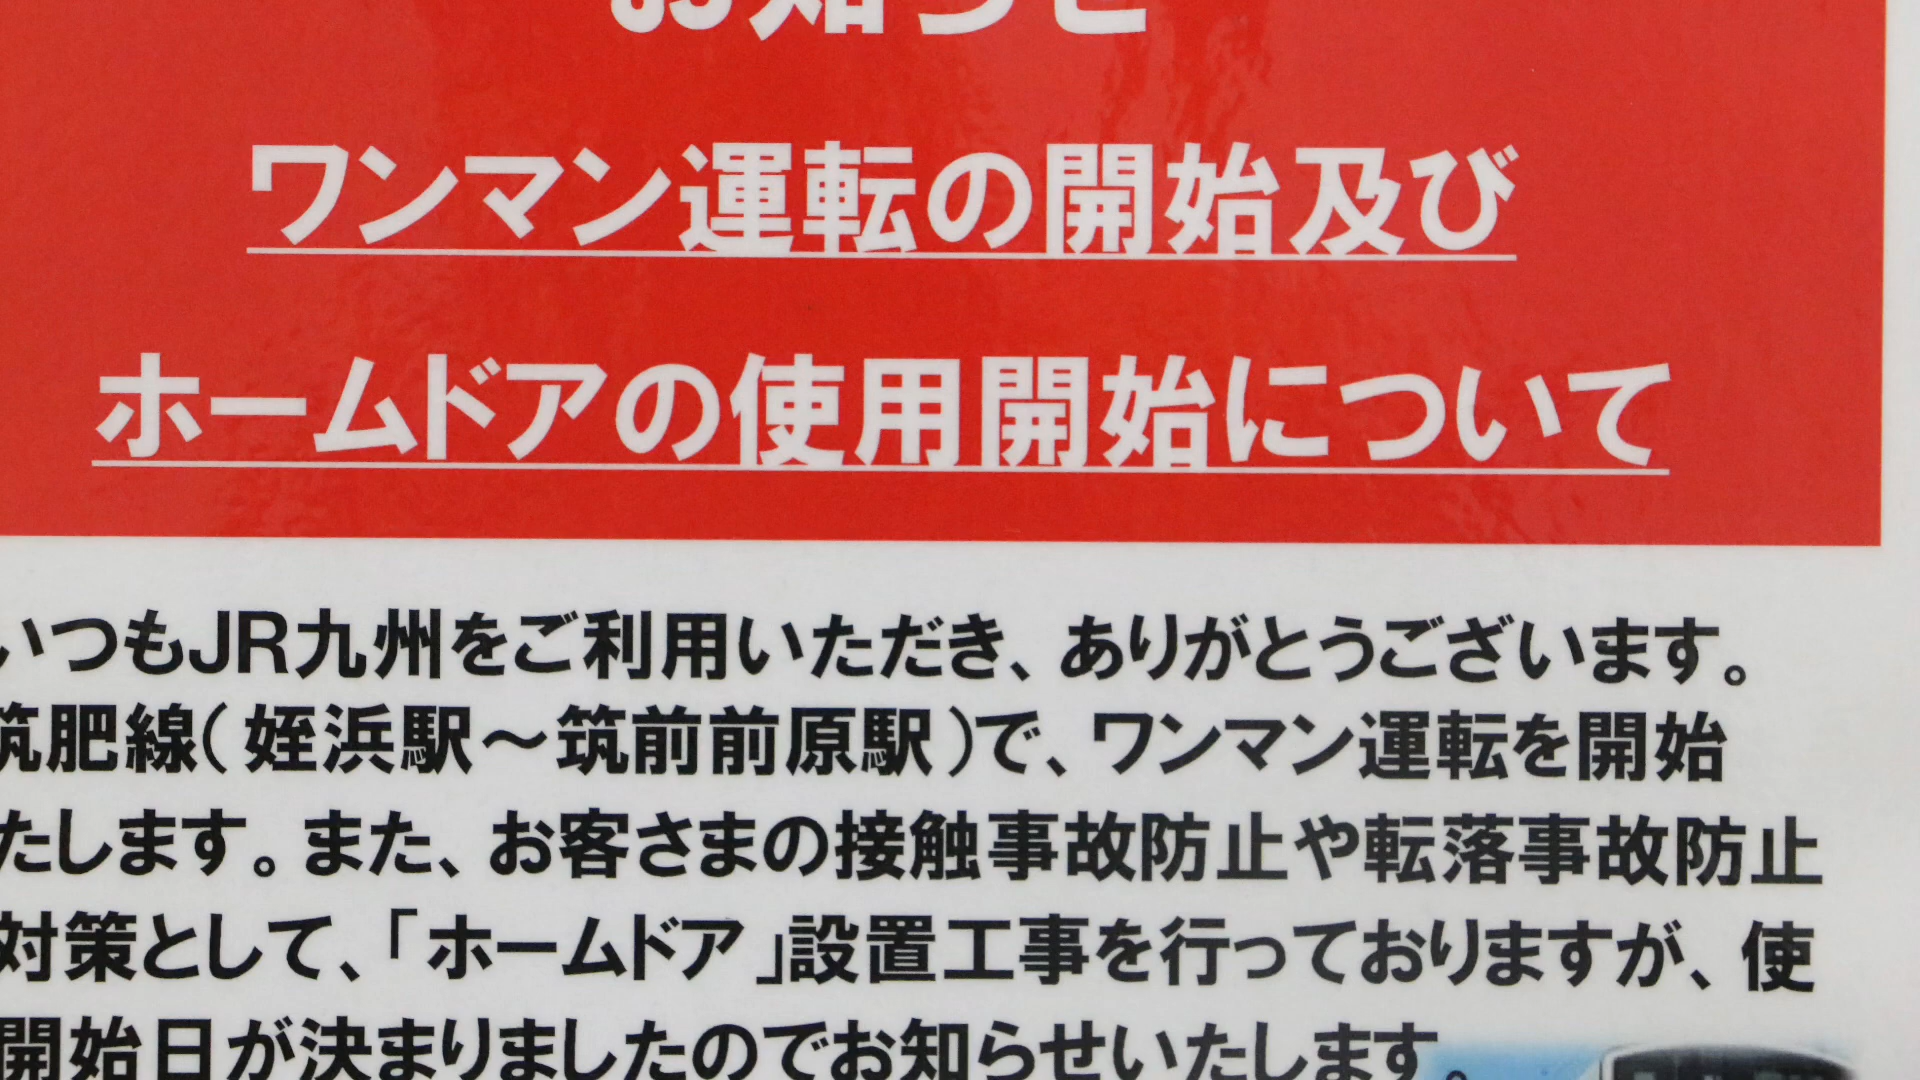 お知らせ
ワンマン運転の開始及び
ホームドアの使用開始について
いつもJR九州をご利用いただき、ありがとうございます。
筑肥線(姪浜駅～筑前前原駅)で、ワンマン運転を開始
たします。また、お客さまの接触事故防止や転落事故防止
対策として、「ホームドア」設置工事を行っておりますが、使
開始日が決まりましたのでお知らせいたします。